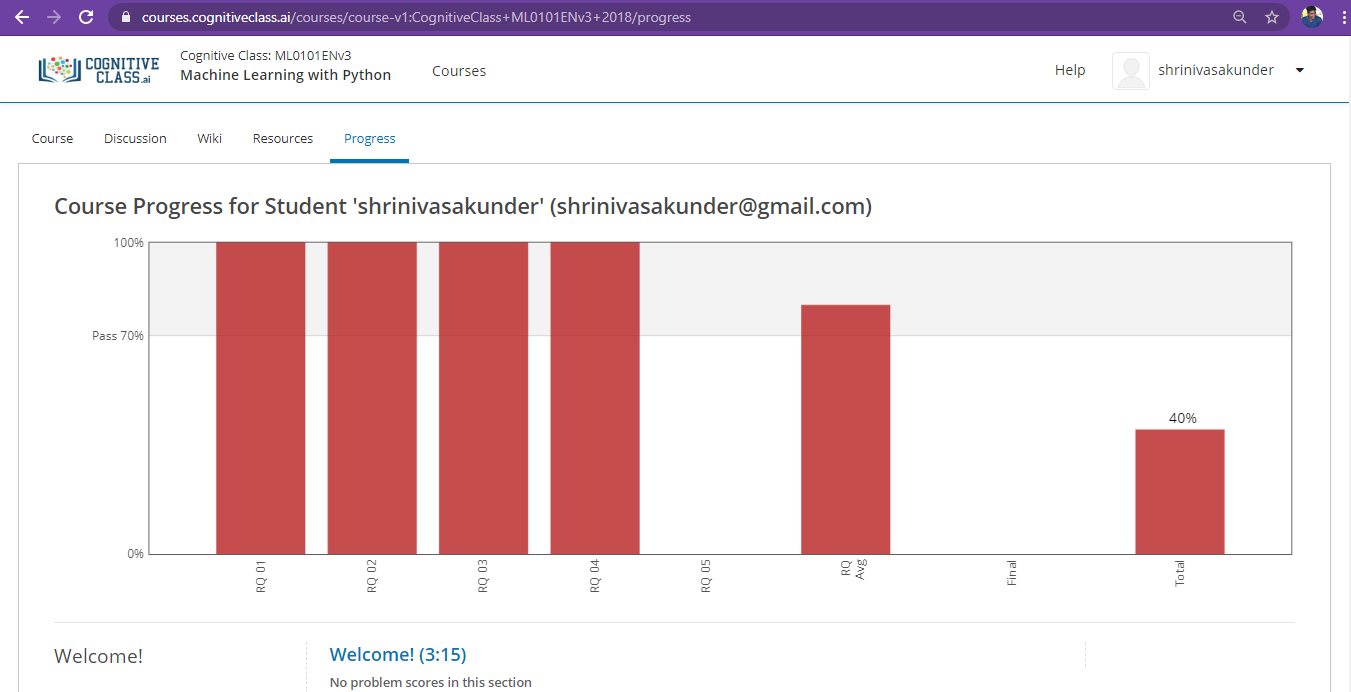 courses.cognitiveclass.ai/courses/course-v1:CognitiveClass+ML0101ENv3+2018/progress
COGNITIVE
CLASS.ai
Cognitive Class: ML0101ENv3
Machine Learning with Python
Courses
Help
shrinivasakunder
Course
Discussion
Wiki
Resources
Progress
Course Progress for Student 'shrinivasakunder' (shrinivasakunder@gmail.com)
100%
Pass 70%
40%
0%
RQ 01
RQ 02
RQ 03
RQ 04
RQ 05
RQ
Avg
Final
Total
Welcome!
Welcome! (3:15)
No problem scores in this section